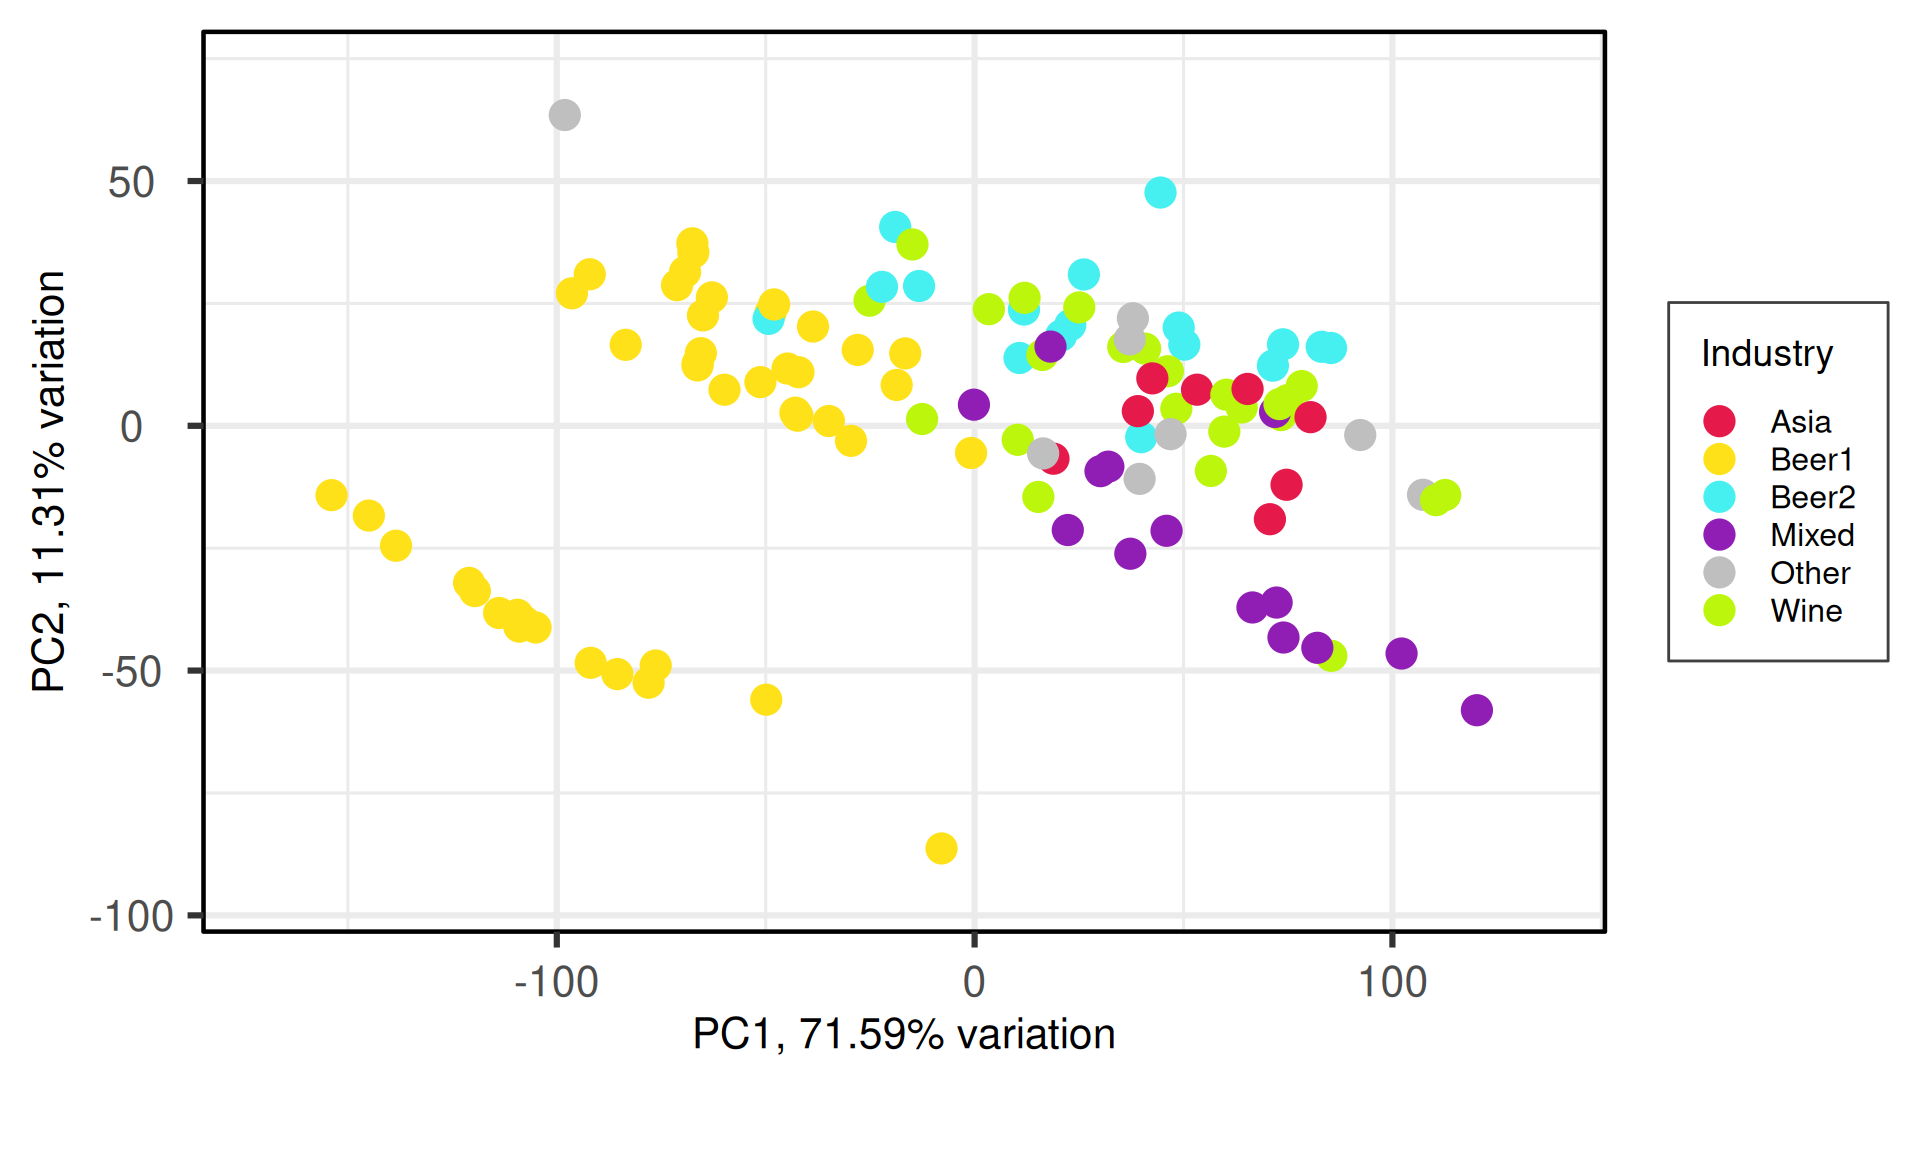 50
0
-50
-100
PC2, 11.31% variation
-100
0
100
PC1, 71.59% variation
Industry
Asia
Beer1
Beer2
Mixed
Other
Wine